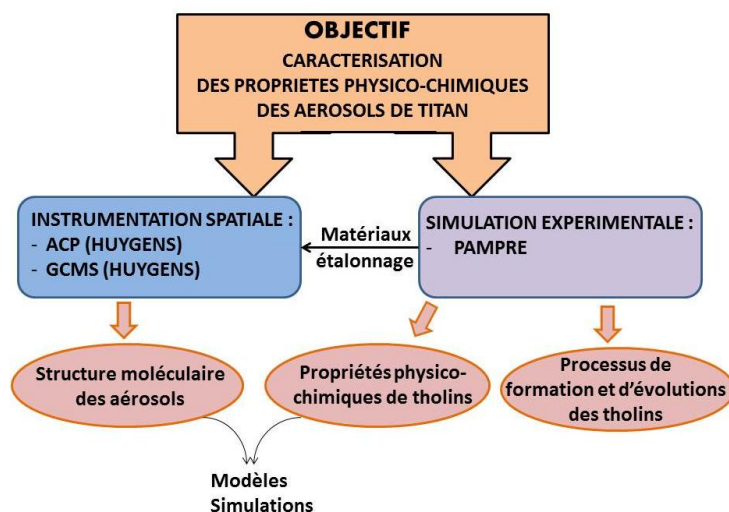 OBJECTIF
CARACTERISATION
DES PROPRIETES PHYSICO-CHIMIQUES
DES AEROSOLS DE TITAN
INSTRUMENTATION SPATIALE :
- ACP (HUYGENS)
- GCMS (HUYGENS)
Matériaux
étalonnage
SIMULATION EXPERIMENTALE :
- PAMPRE
Structure moléculaire
des aérosols
Propriétés physico-
chimiques de tholins
Processus de
formation et d'évolutions
des tholins
Modèles
Simulations